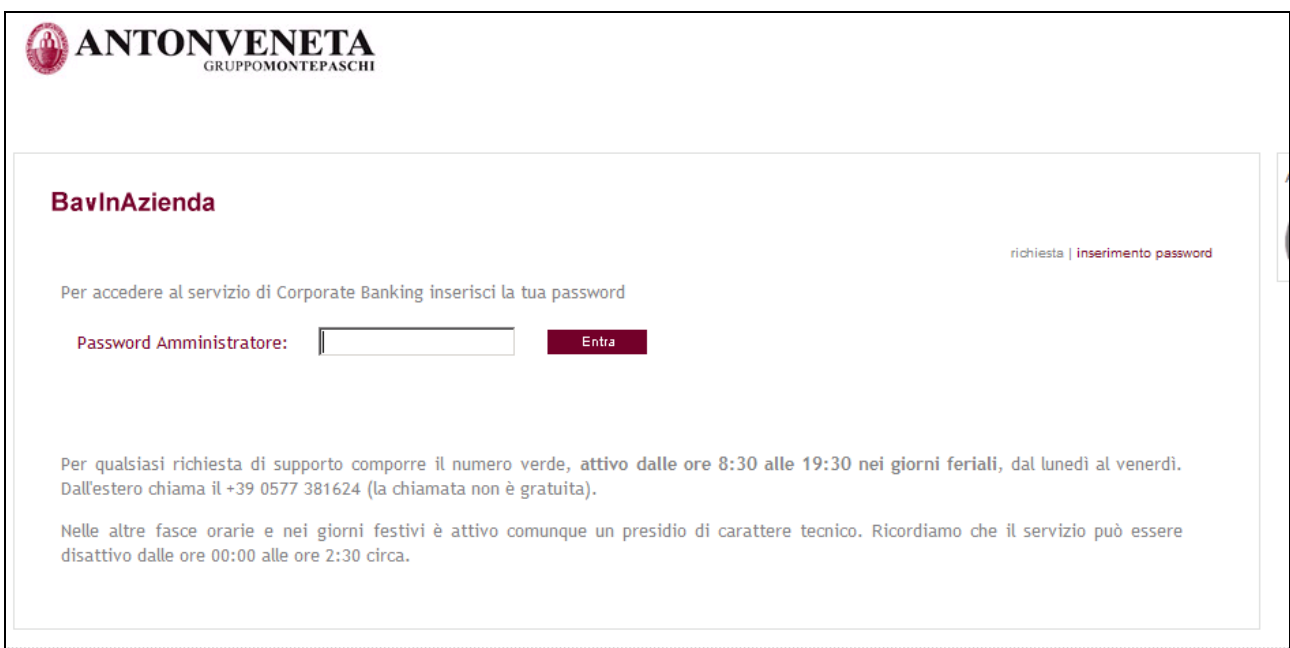 ANTONVENETA
GRUPPOMONTEPASCHI
BavInAzienda
richiesta | inserimento password
Per accedere al servizio di Corporate Banking inserisci la tua password
Password Amministratore:
Entra
Per qualsiasi richiesta di supporto comporre il numero verde, attivo dalle ore 8:30 alle 19:30 nei giorni feriali, dal lunedì al venerdì.
Dall'estero chiama il +39 0577 381624 (la chiamata non è gratuita).
Nelle altre fasce orarie e nei giorni festivi è attivo comunque un presidio di carattere tecnico. Ricordiamo che il servizio può essere
disattivo dalle ore 00:00 alle ore 2:30 circa.